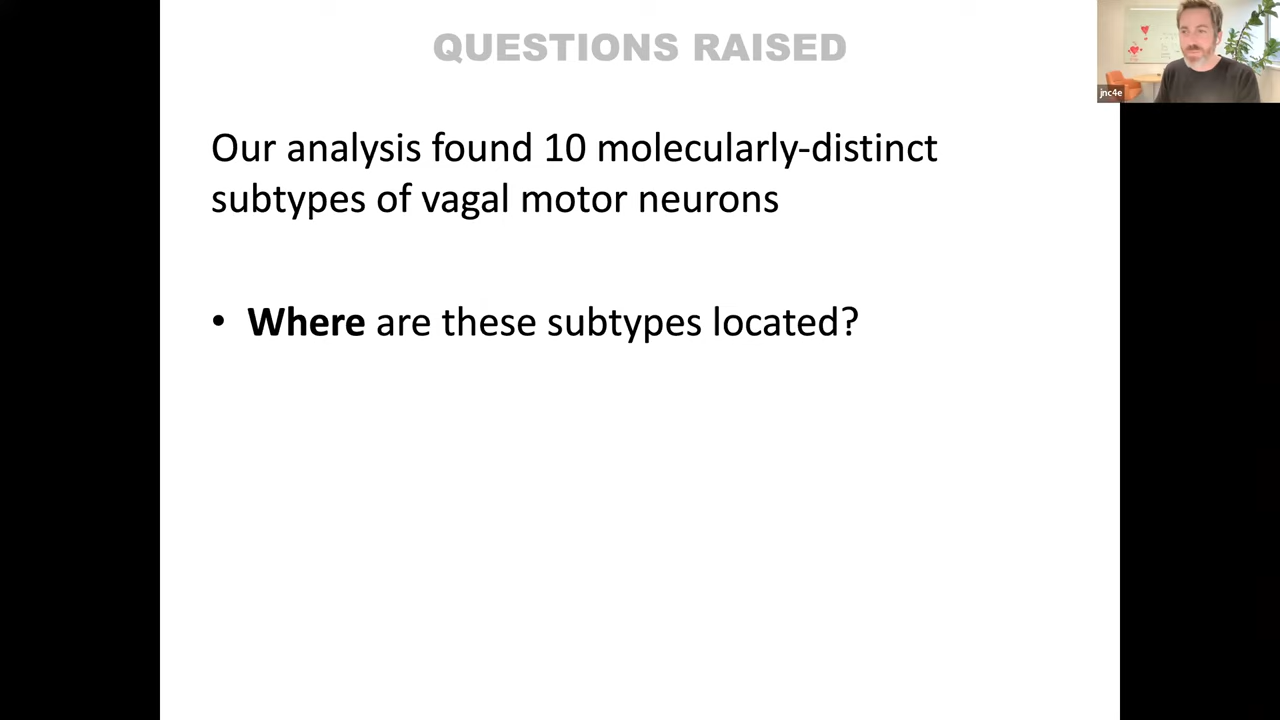 QUESTIONS RAISED
jnc4e
Our analysis found 10 molecularly-distinct
subtypes of vagal motor neurons
• Where are these subtypes located?